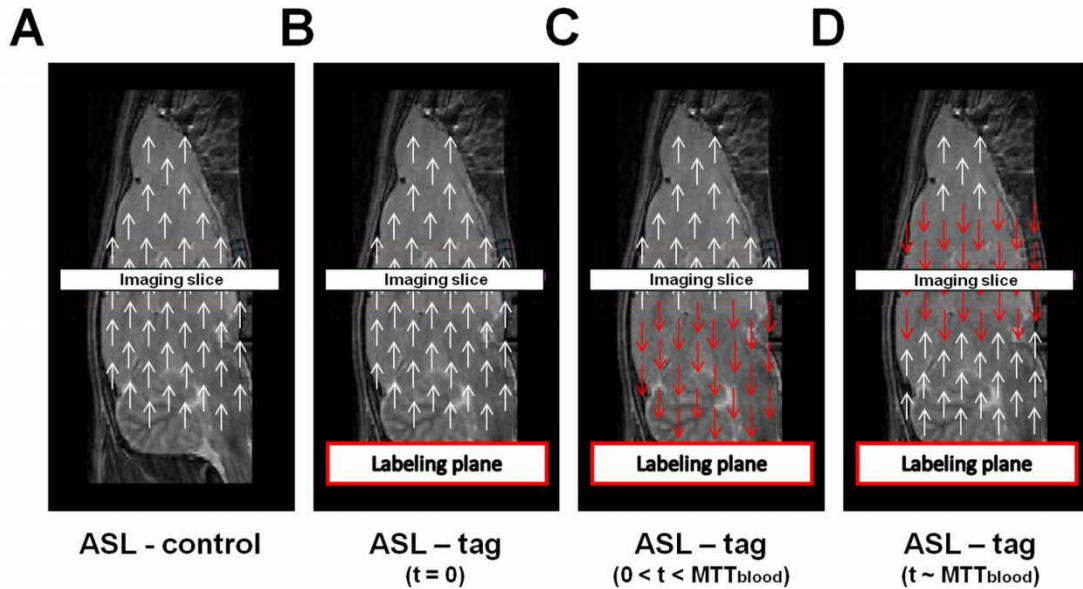 A
B
C
D
Imaging slice
Imaging slice
Imaging slice
Imaging slice
Labeling plane
Labeling plane
Labeling plane
ASL - control
ASL – tag
(t = 0)
ASL – tag
(0 < t < MTTblood)
ASL – tag
(t ~ MTTblood)